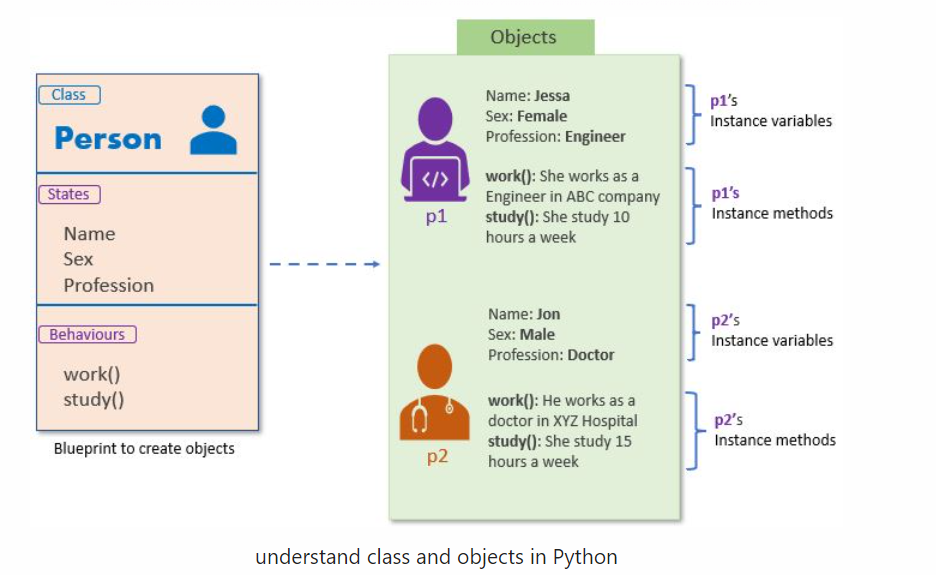 Class
Person
States
Name
Sex
Profession
Behaviours
work()
study()
Blueprint to create objects
Objects
</>
p1
Name: Jessa
Sex: Female
Profession: Engineer
work(): She works as a
Engineer in ABC company
study(): She study 10
hours a week
p1's
Instance variables
p1's
Instance methods
p2
Name: Jon
Sex: Male
Profession: Doctor
work(): He works as a
doctor in XYZ Hospital
study(): She study 15
hours a week
p2's
Instance variables
p2's
Instance methods
understand class and objects in Python